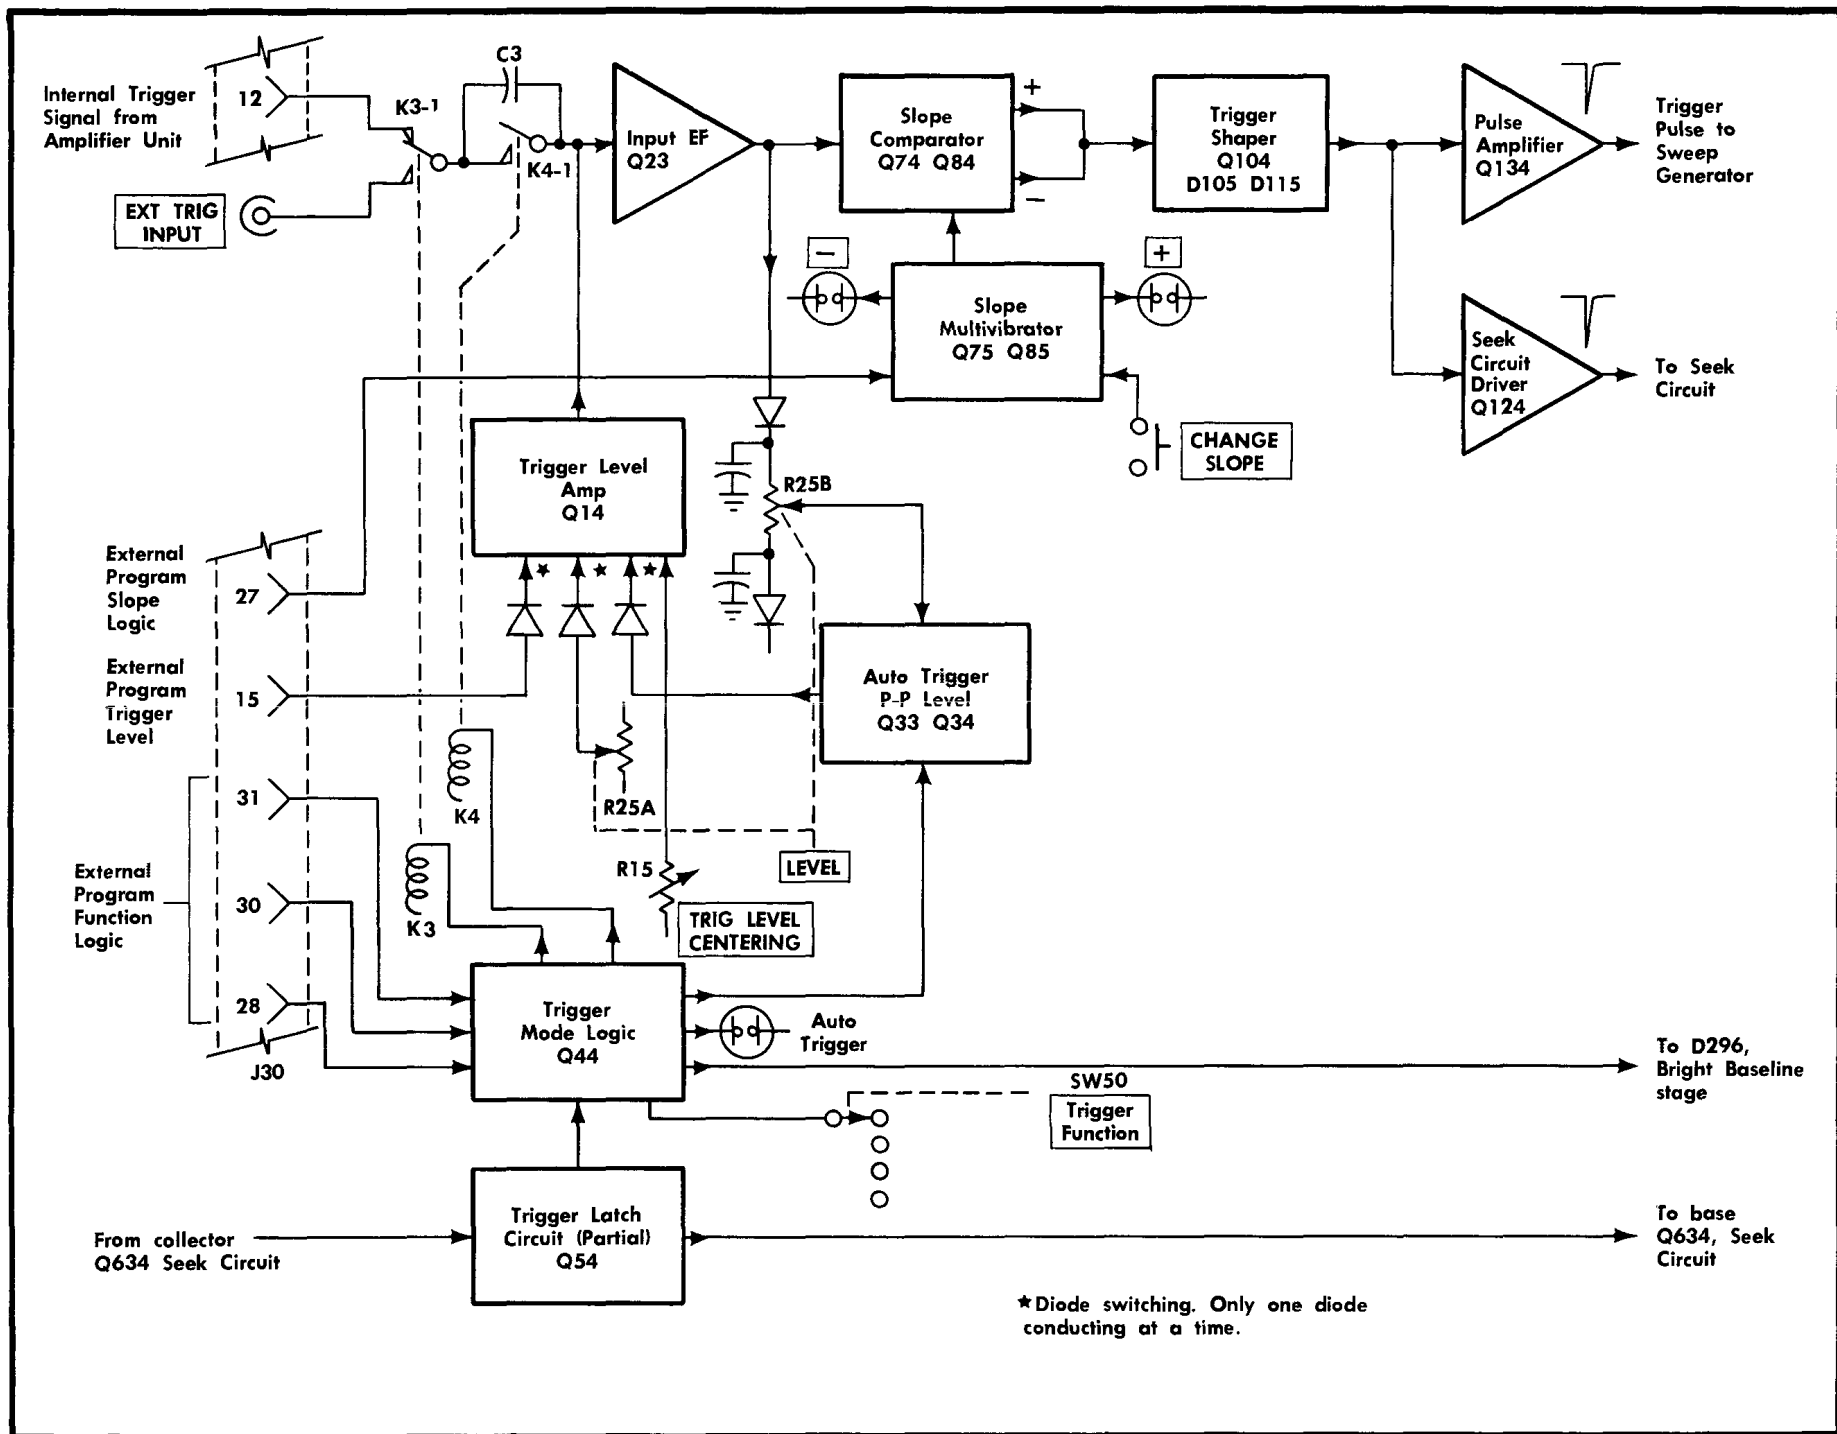 Internal Trigger
Signal from
Amplifier Unit
12
K3-1
C3
K4-1
EXT TRIG
INPUT
Input EF
Q23
Slope
Comparator
Q74 Q84
+
−
Trigger
Shaper
Q104
D105 D115
Pulse
Amplifier
Q134
Trigger
Pulse to
Sweep
Generator
−
+
Slope
Multivibrator
Q75 Q85
Seek
Circuit
Driver
Q124
To Seek
Circuit
CHANGE
SLOPE
Trigger Level
Amp
Q14
R25B
★
★
★
External
Program
Slope
Logic
27
External
Program
Trigger
Level
15
Auto Trigger
P-P Level
Q33 Q34
31
K4
R25A
LEVEL
External
Program
Function
Logic
30
K3
R15
TRIG LEVEL
CENTERING
28
J30
Trigger
Mode Logic
Q44
Auto
Trigger
To D296,
Bright Baseline
stage
SW50
Trigger
Function
Trigger Latch
Circuit (Partial)
Q54
From collector
Q634 Seek Circuit
To base
Q634, Seek
Circuit
★Diode switching. Only one diode
conducting at a time.